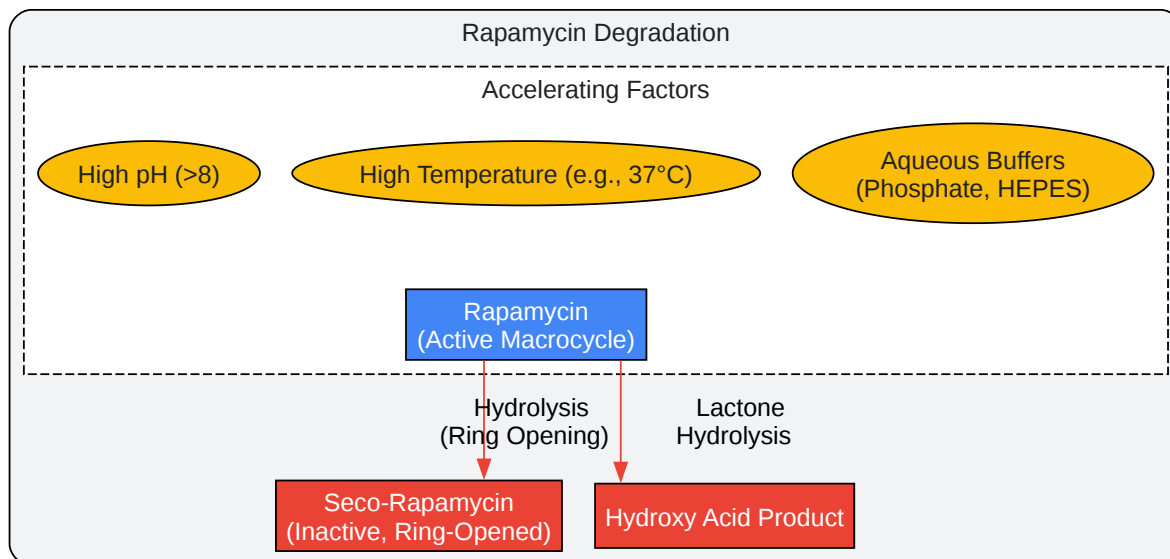 Rapamycin Degradation
Accelerating Factors
High pH (>8)
High Temperature (e.g., 37°C)
Aqueous Buffers
(Phosphate, HEPES)
Rapamycin
(Active Macrocycle)
Hydrolysis
(Ring Opening)
Lactone
Hydrolysis
Seco-Rapamycin
(Inactive, Ring-Opened)
Hydroxy Acid Product